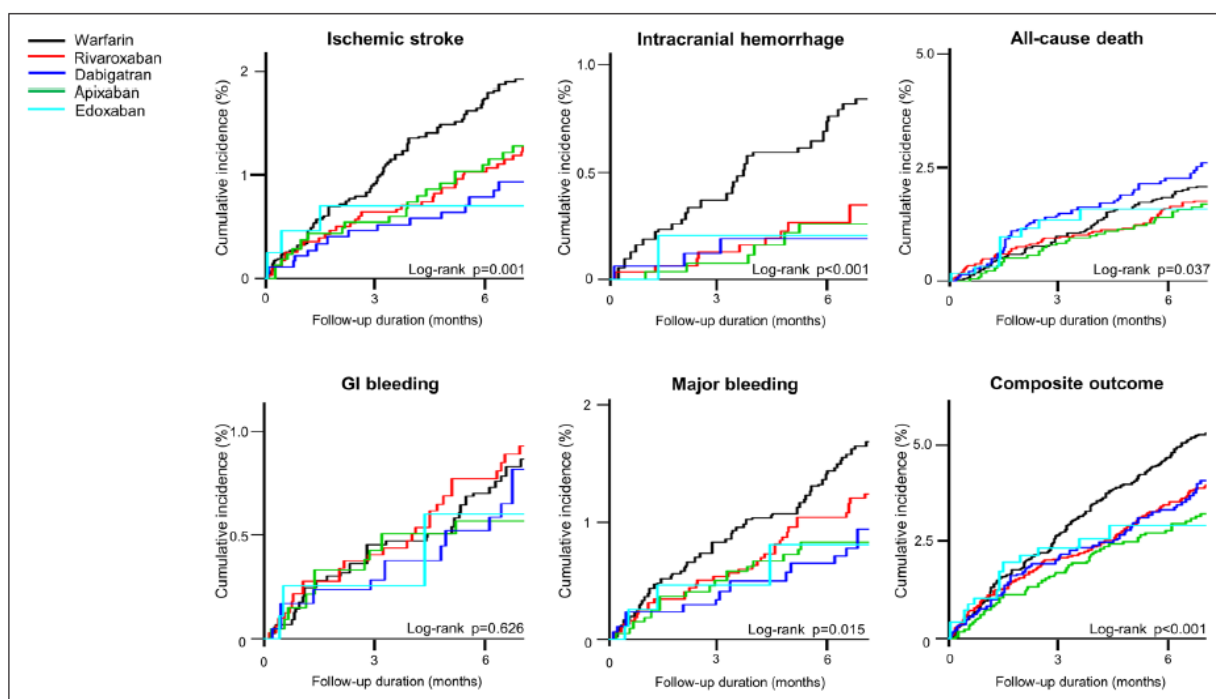 Warfarin
Rivaroxaban
Dabigatran
Apixaban
Edoxaban
Ischemic stroke
Cumulative incidence (%)
2
1
0
Log-rank p=0.001
0 3 6
Follow-up duration (months)
Intracranial hemorrhage
Cumulative incidence (%)
1.0
0.5
0
Log-rank p<0.001
0 3 6
Follow-up duration (months)
All-cause death
Cumulative incidence (%)
5.0
2.5
0
Log-rank p=0.037
0 3 6
Follow-up duration (months)
GI bleeding
Cumulative incidence (%)
1.0
0.5
0
Log-rank p=0.626
0 3 6
Follow-up duration (months)
Major bleeding
Cumulative incidence (%)
2
1
0
Log-rank p=0.015
0 3 6
Follow-up duration (months)
Composite outcome
Cumulative incidence (%)
5.0
2.5
0
Log-rank p<0.001
0 3 6
Follow-up duration (months)